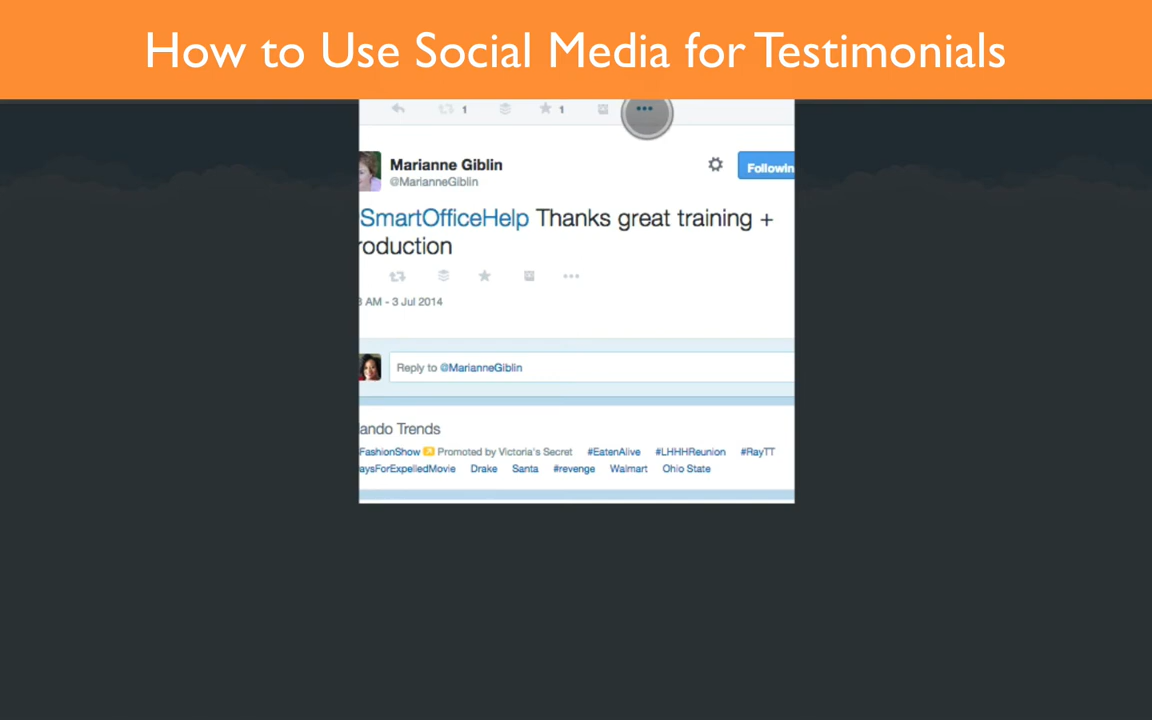 How to Use Social Media for Testimonials
1 1
Marianne Giblin
@MarianneGiblin
Followin
SmartOfficeHelp Thanks great training +
roduction
AM - 3 Jul 2014
Reply to @MarianneGiblin
ando Trends
FashionShow Promoted by Victoria's Secret #EatenAlive #LHHHReunion #RayTT
aysForExpelledMovie Drake Santa #revenge Walmart Ohio State